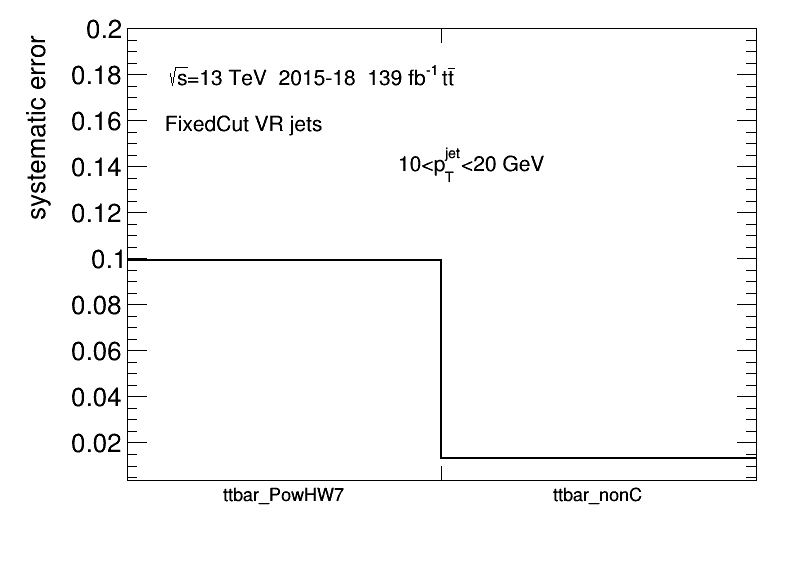 systematic error
0.2
0.18
0.16
0.14
0.12
0.1
0.08
0.06
0.04
0.02
√s=13 TeV 2015-18 139 fb⁻¹ tt̄
FixedCut VR jets
10<p_T^jet<20 GeV
ttbar_PowHW7 ttbar_nonC